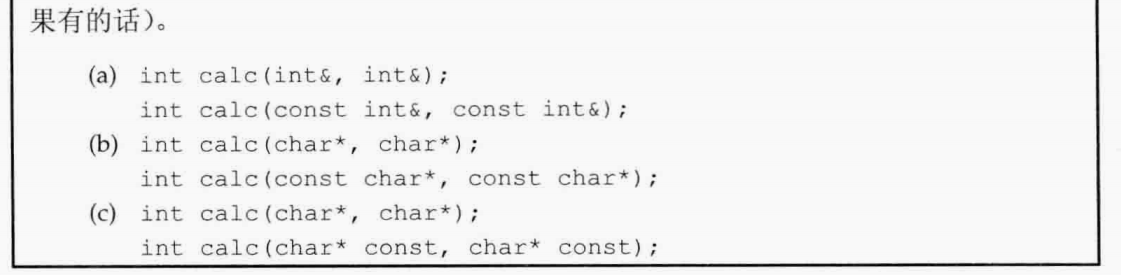 果有的话)。
(a) int calc(int&, int&);
int calc(const int&, const int&);
(b) int calc(char*, char*);
int calc(const char*, const char*);
(c) int calc(char*, char*);
int calc(char* const, char* const);